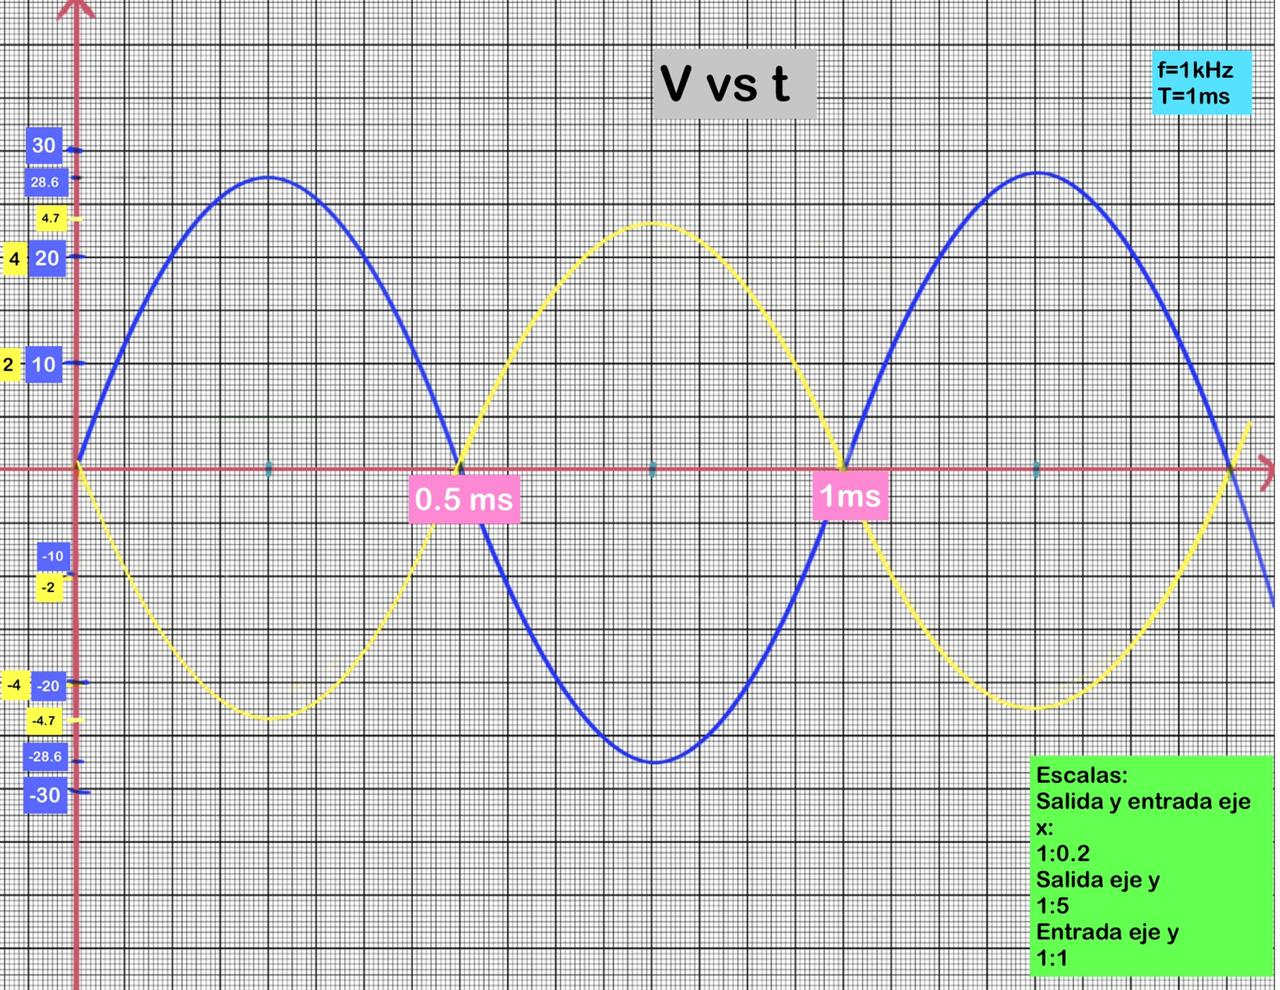 V vs t
f=1kHz
T=1ms
30
28.6
4.7
4 20
2 10
0.5 ms
1ms
-10
-2
-4 -20
-4.7
-28.6
-30
Escalas:
Salida y entrada eje
x:
1:0.2
Salida eje y
1:5
Entrada eje y
1:1